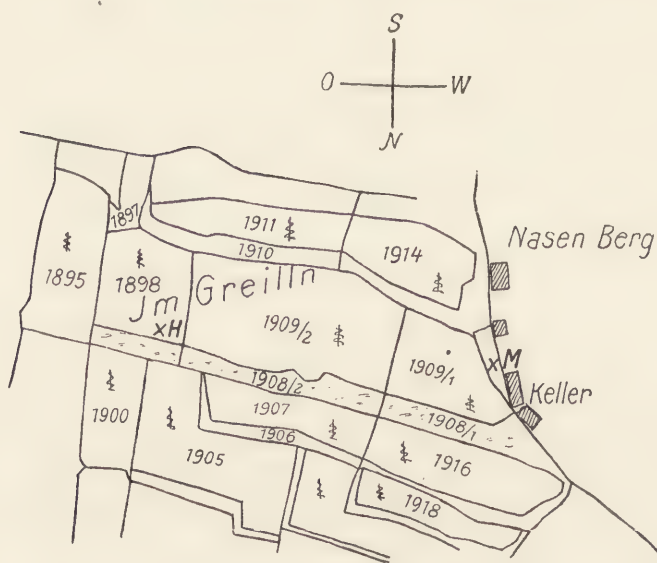 S
O W
N
1897
1911
Nasen Berg
1910
1914
1895
1898
Jm Greilln
xH
1909/2
xM
1909/1
1908/2
Keller
1907
1908/1
1900
1906
1905
1916
1918